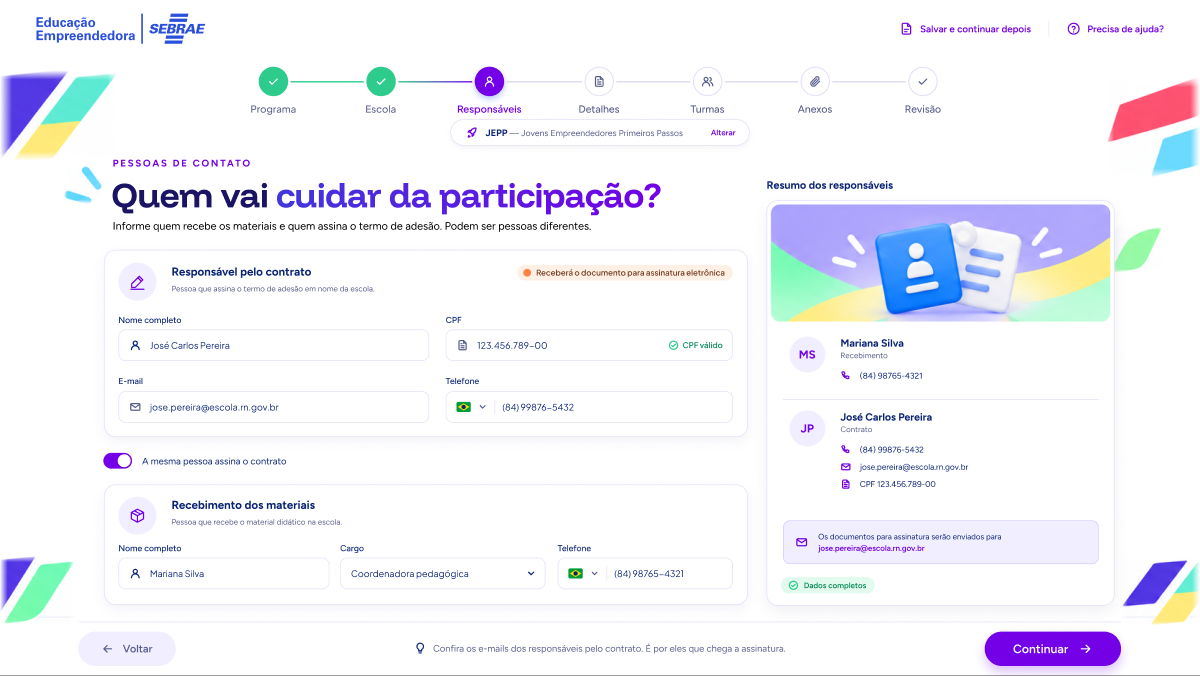 Educação
Empreendedora
SEBRAE
Salvar e continuar depois
Precisa de ajuda?
Programa
Escola
Responsáveis
Detalhes
Turmas
Anexos
Revisão
JEPP — Jovens Empreendedores Primeiros Passos
Alterar
PESSOAS DE CONTATO
Quem vai cuidar da participação?
Informe quem recebe os materiais e quem assina o termo de adesão. Podem ser pessoas diferentes.
Responsável pelo contrato
Pessoa que assina o termo de adesão em nome da escola.
Receberá o documento para assinatura eletrônica
Nome completo
José Carlos Pereira
CPF
123.456.789-00
CPF válido
E-mail
jose.pereira@escola.rn.gov.br
Telefone
(84) 99876-5432
A mesma pessoa assina o contrato
Recebimento dos materiais
Pessoa que recebe o material didático na escola.
Nome completo
Mariana Silva
Cargo
Coordenadora pedagógica
Telefone
(84) 98765-4321
Resumo dos responsáveis
MS
Mariana Silva
Recebimento
(84) 98765-4321
JP
José Carlos Pereira
Contrato
(84) 99876-5432
jose.pereira@escola.rn.gov.br
CPF 123.456.789-00
Os documentos para assinatura serão enviados para
jose.pereira@escola.rn.gov.br
Dados completos
Voltar
Confira os e-mails dos responsáveis pelo contrato. É por eles que chega a assinatura.
Continuar